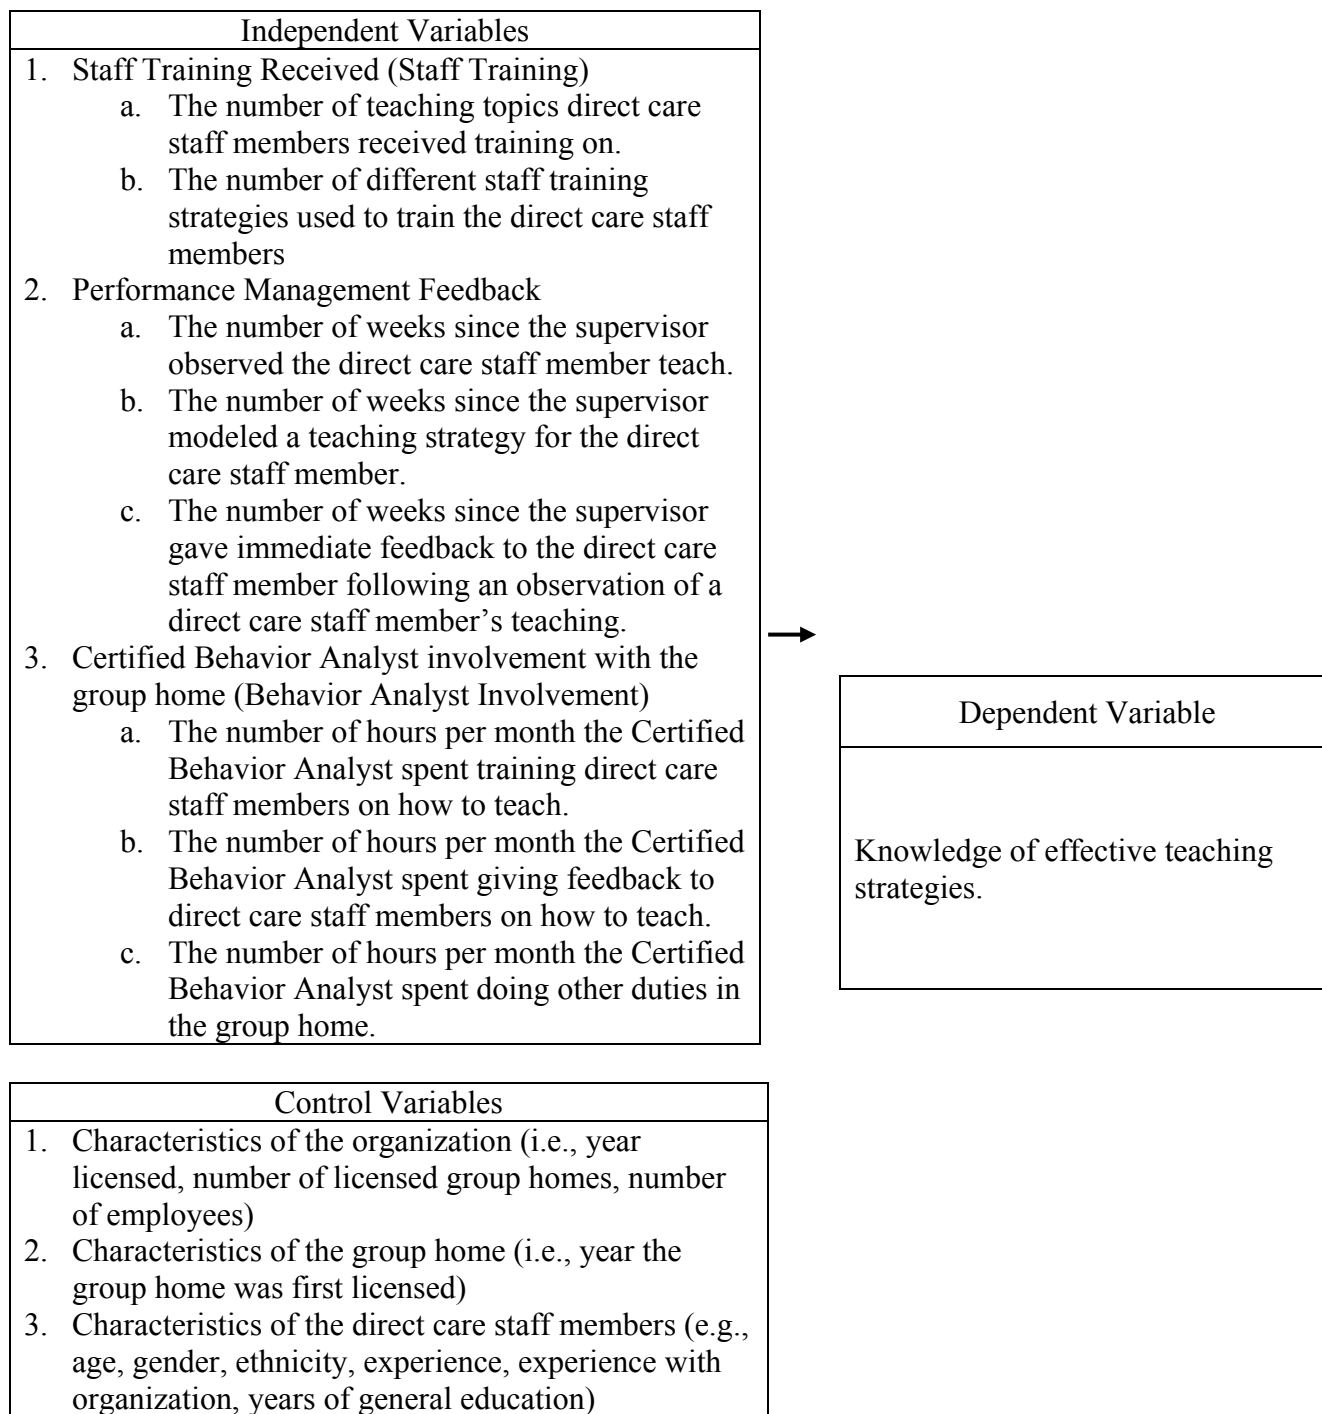 Independent Variables
1. Staff Training Received (Staff Training)
a. The number of teaching topics direct care
staff members received training on.
b. The number of different staff training
strategies used to train the direct care staff
members
2. Performance Management Feedback
a. The number of weeks since the supervisor
observed the direct care staff member teach.
b. The number of weeks since the supervisor
modeled a teaching strategy for the direct
care staff member.
c. The number of weeks since the supervisor
gave immediate feedback to the direct care
staff member following an observation of a
direct care staff member’s teaching.
3. Certified Behavior Analyst involvement with the
group home (Behavior Analyst Involvement)
a. The number of hours per month the Certified
Behavior Analyst spent training direct care
staff members on how to teach.
b. The number of hours per month the Certified
Behavior Analyst spent giving feedback to
direct care staff members on how to teach.
c. The number of hours per month the Certified
Behavior Analyst spent doing other duties in
the group home.
Dependent Variable
Knowledge of effective teaching
strategies.
Control Variables
1. Characteristics of the organization (i.e., year
licensed, number of licensed group homes, number
of employees)
2. Characteristics of the group home (i.e., year the
group home was first licensed)
3. Characteristics of the direct care staff members (e.g.,
age, gender, ethnicity, experience, experience with
organization, years of general education)